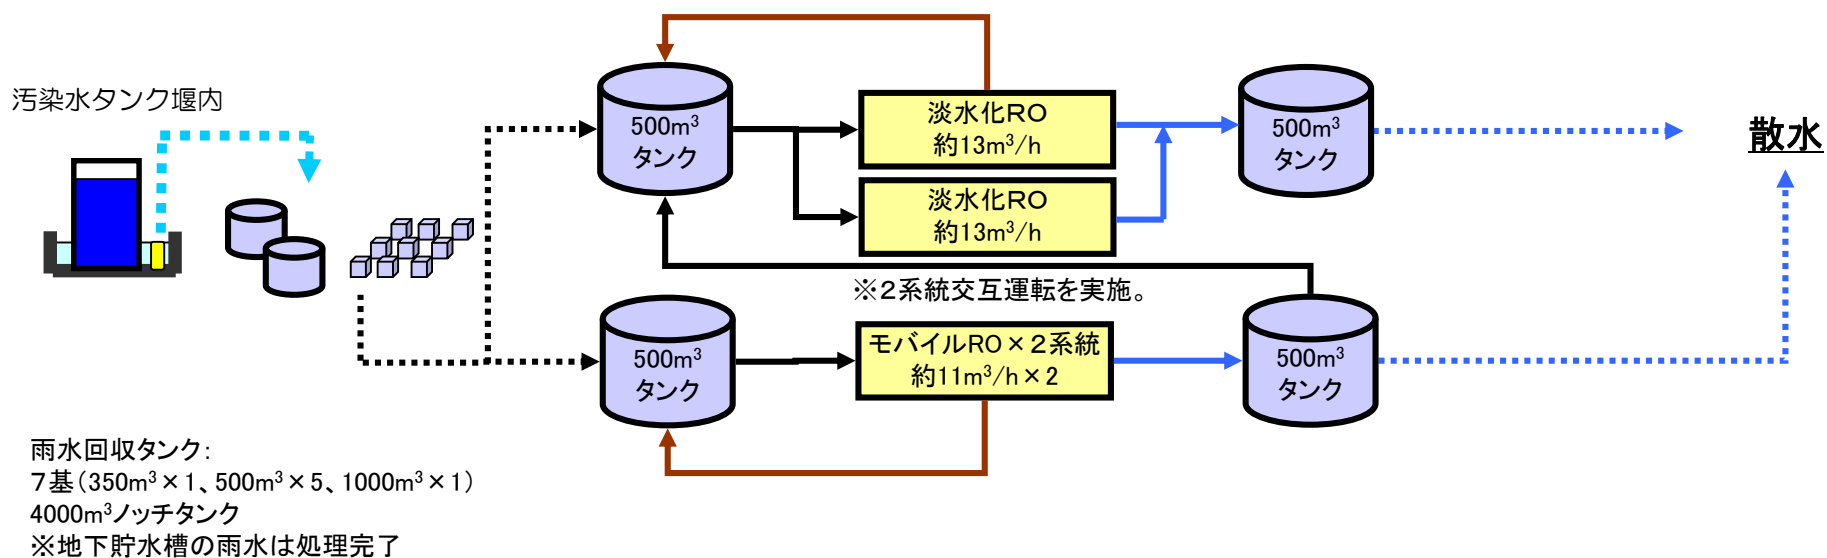 汚染水タンク堰内
500m³
タンク
淡水化RO
約13m³/h
淡水化RO
約13m³/h
500m³
タンク
散水
※2系統交互運転を実施。
500m³
タンク
モバイルRO×2系統
約11m³/h×2
500m³
タンク
雨水回収タンク:
7基(350m³×1、500m³×5、1000m³×1)
4000m³ノッチタンク
※地下貯水槽の雨水は処理完了